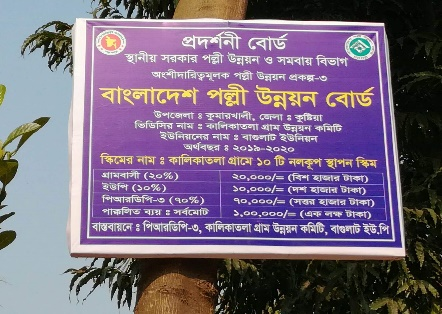 প্রদর্শনী বোর্ড
স্থানীয় সরকার পল্লী উন্নয়ন ও সমবায় বিভাগ
অংশীদারিত্বমূলক পল্লী উন্নয়ন প্রকল্প-৩
বাংলাদেশ পল্লী উন্নয়ন বোর্ড
উপজেলা : কুমারখালী, জেলা : কুষ্টিয়া
ভিডিসির নাম : কালিকাতলা গ্রাম উন্নয়ন কমিটি
ইউনিয়নের নাম : বাগুলাট ইউনিয়ন
অর্থবছর : ২০১৯-২০২০
স্কিমের নাম : কালিকাতলা গ্রামে ১০ টি নলকুপ স্থাপন স্কিম
গ্রামবাসী (২০%) ২০,০০০/= (বিশ হাজার টাকা)
ইউপি (১০%) ১০,০০০/= (দশ হাজার টাকা)
পিআরডিপি-৩ (৭০%) ৭০,০০০/= (সত্তর হাজার টাকা)
প্রাক্কলিত ব্যয় : সর্বমোট ১,০০,০০০/= (এক লক্ষ টাকা)
বাস্তবায়নে : পিআরডিপি-৩, কালিকাতলা গ্রাম উন্নয়ন কমিটি, বাগুলাট ইউ.পি